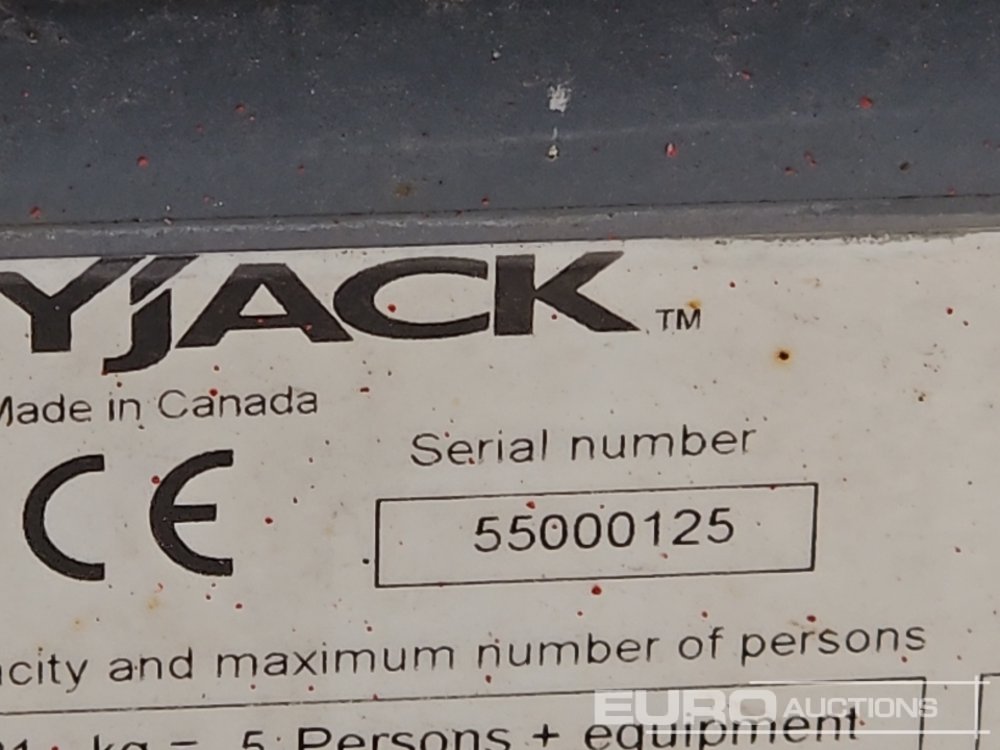 YJACK™
Made in Canada
CE
Serial number
55000125
acity and maximum number of persons
kg = 5 Persons + equipment
EURO AUCTIONS